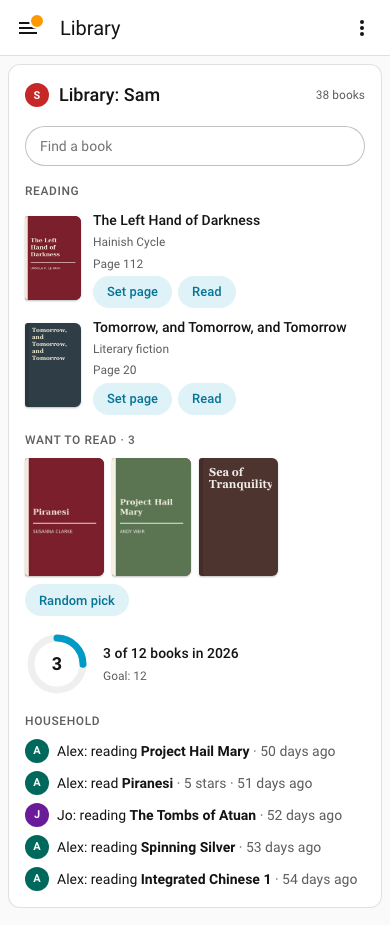 Library
S
Library: Sam
38 books
Find a book
READING
The Left
Hand of
Darkness
The Left Hand of Darkness
Hainish Cycle
Page 112
Set page
Read
Tomorrow,
and
Tomorrow,
and
Tomorrow
Tomorrow, and Tomorrow, and Tomorrow
Literary fiction
Page 20
Set page
Read
WANT TO READ · 3
Piranesi
SUSANNA CLARKE
Project Hail
Mary
ANDY WEIR
Sea of
Tranquility
Random pick
3
3 of 12 books in 2026
Goal: 12
HOUSEHOLD
A
Alex: reading Project Hail Mary · 50 days ago
A
Alex: read Piranesi · 5 stars · 51 days ago
J
Jo: reading The Tombs of Atuan · 52 days ago
A
Alex: reading Spinning Silver · 53 days ago
A
Alex: reading Integrated Chinese 1 · 54 days ago